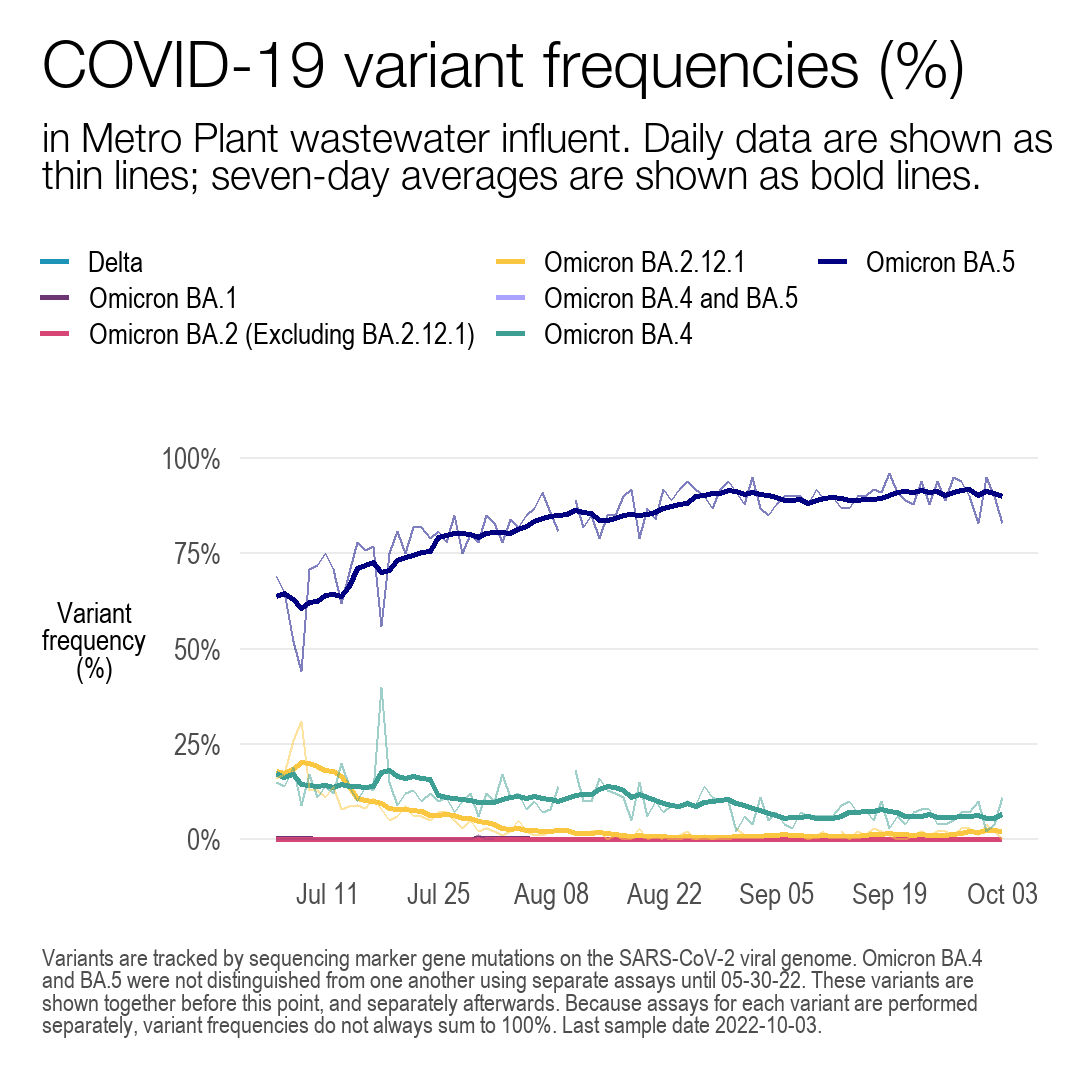 COVID-19 variant frequencies (%)
in Metro Plant wastewater influent. Daily data are shown as
thin lines; seven-day averages are shown as bold lines.
Delta
Omicron BA.1
Omicron BA.2 (Excluding BA.2.12.1)
Omicron BA.2.12.1
Omicron BA.4 and BA.5
Omicron BA.4
Omicron BA.5
Variant
frequency
(%)
100%
75%
50%
25%
0%
Jul 11
Jul 25
Aug 08
Aug 22
Sep 05
Sep 19
Oct 03
Variants are tracked by sequencing marker gene mutations on the SARS-CoV-2 viral genome. Omicron BA.4
and BA.5 were not distinguished from one another using separate assays until 05-30-22. These variants are
shown together before this point, and separately afterwards. Because assays for each variant are performed
separately, variant frequencies do not always sum to 100%. Last sample date 2022-10-03.